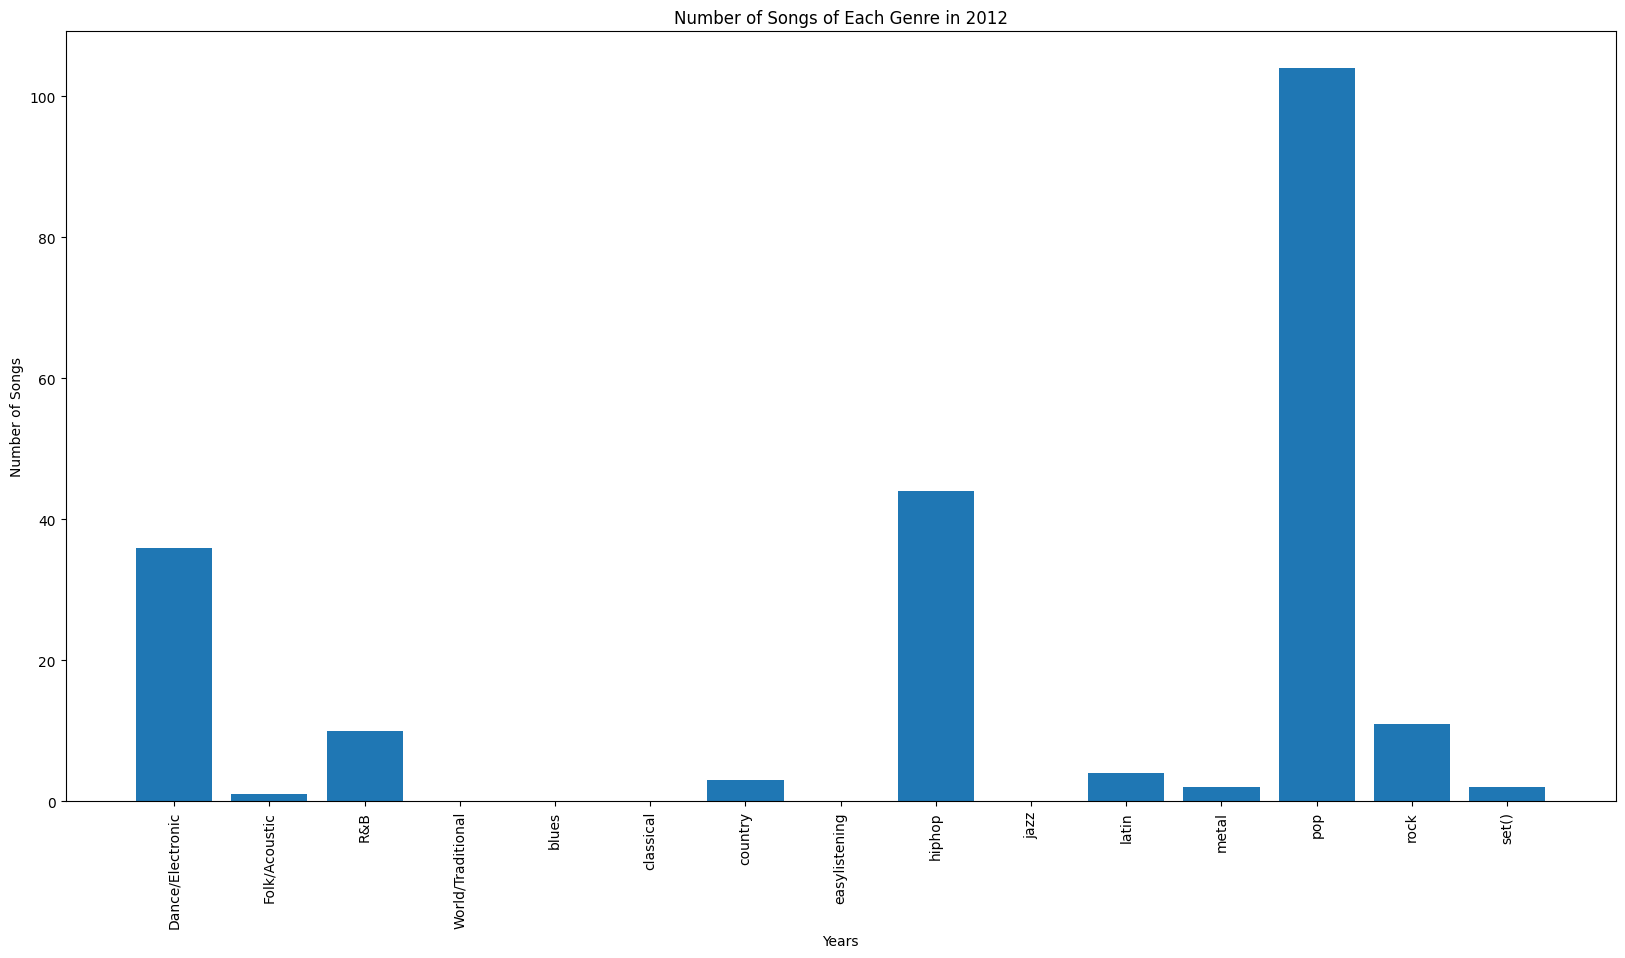 Number of Songs of Each Genre in 2012
Number of Songs
100
80
60
40
20
0
Dance/Electronic
Folk/Acoustic
R&B
World/Traditional
blues
classical
country
easylistening
hiphop
jazz
latin
metal
pop
rock
set()
Years